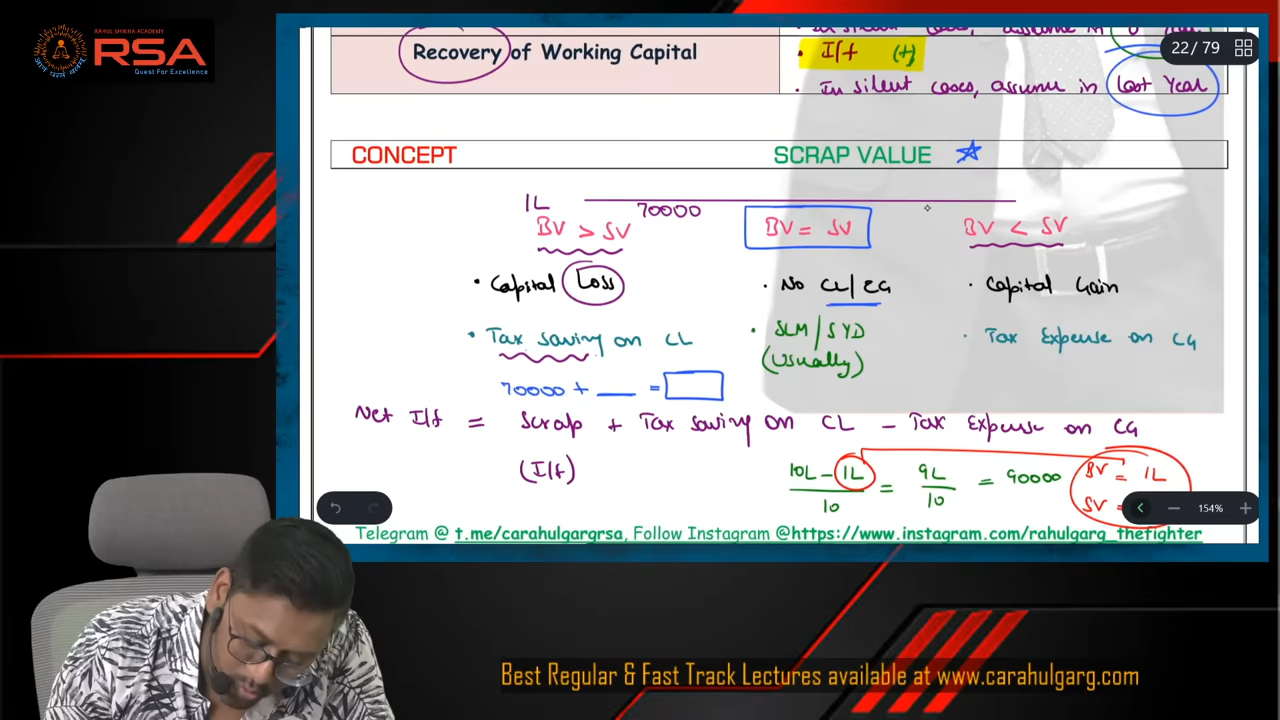 RAHUL SHIKHA ACADEMY
RSA
Quest For Excellence
22 / 79
Recovery of Working Capital
• I/f (+)
• In silent cases, assume in last Year
CONCEPT SCRAP VALUE
1L 70000
BV > SV BV = SV BV < SV
• Capital Loss • No CL/CG • Capital Gain
• Tax saving on CL • SLM / SYD • Tax Expense on CG
(usually)
70000 + __ =
Net I/f = Scrap + Tax saving on CL – Tax Expense on CG
(I/f)
10L – 1L = 9L = 90000 BV = 1L
10 10 SV =
154%
Telegram @ t.me/carahulgargrsa, Follow Instagram @https://www.instagram.com/rahulgarg_thefighter
Best Regular & Fast Track Lectures available at www.carahulgarg.com